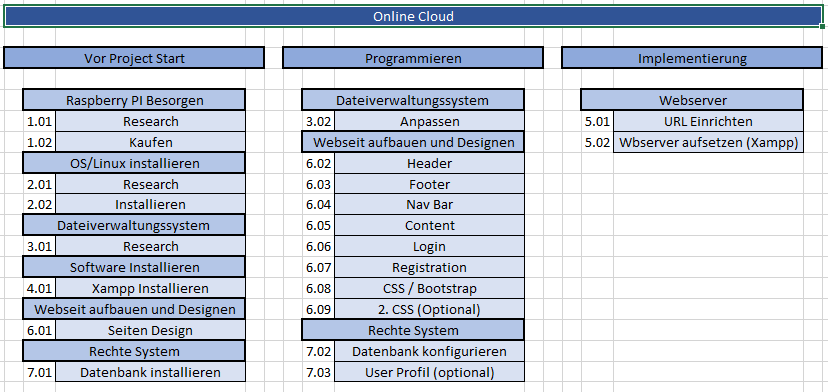 Online Cloud
Vor Project Start
Raspberry PI Besorgen
1.01 Research
1.02 Kaufen
OS/Linux installieren
2.01 Research
2.02 Installieren
Dateiverwaltungssystem
3.01 Research
Software Installieren
4.01 Xampp Installieren
Webseit aufbauen und Designen
6.01 Seiten Design
Rechte System
7.01 Datenbank installieren
Programmieren
Dateiverwaltungssystem
3.02 Anpassen
Webseit aufbauen und Designen
6.02 Header
6.03 Footer
6.04 Nav Bar
6.05 Content
6.06 Login
6.07 Registration
6.08 CSS / Bootstrap
6.09 2. CSS (Optional)
Rechte System
7.02 Datenbank konfigurieren
7.03 User Profil (optional)
Implementierung
Webserver
5.01 URL Einrichten
5.02 Wbserver aufsetzen (Xampp)